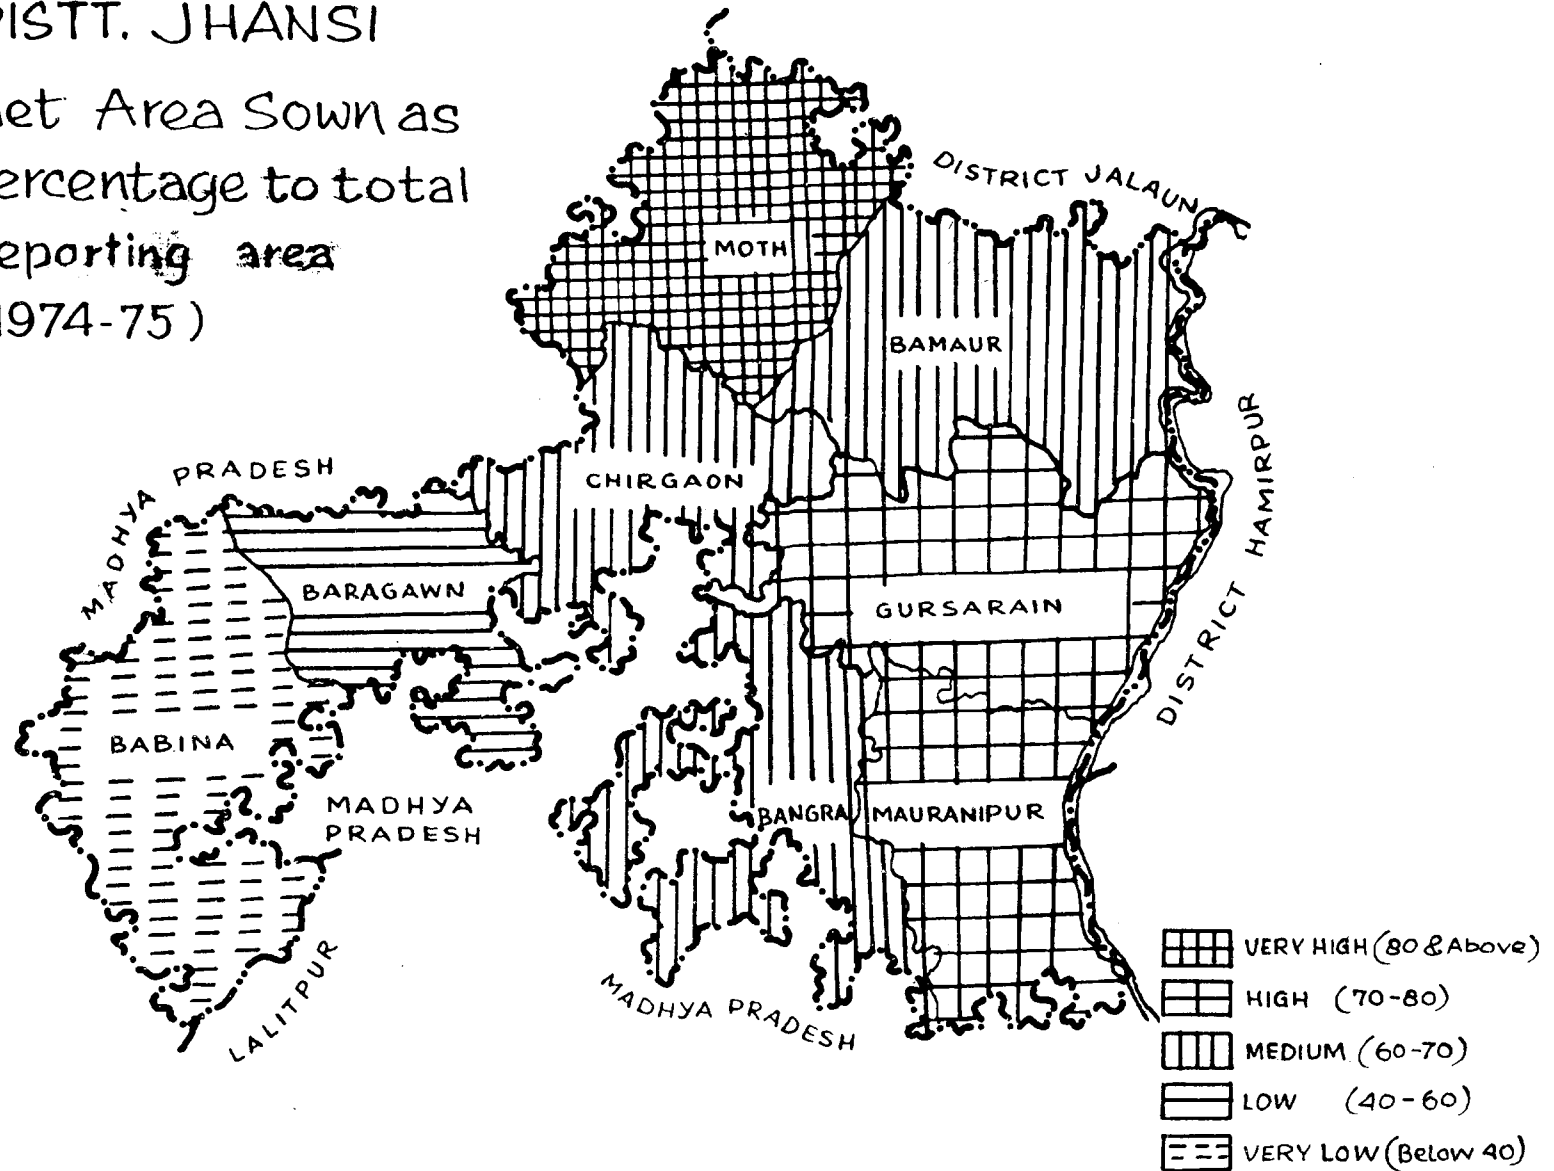 ISTT. JHANSI
et Area Sown as
ercentage to total
eporting area
1974-75)
DISTRICT JALAUN
MOTH
BAMAUR
MADHYA PRADESH
CHIRGAON
DISTRICT HAMIRPUR
BARAGAWN
GURSARAIN
BABINA
MADHYA
PRADESH
BANGRA
MAURANIPUR
LALITPUR
MADHYA PRADESH
VERY HIGH (80 & Above)
HIGH (70-80)
MEDIUM (60-70)
LOW (40-60)
VERY LOW (Below 40)